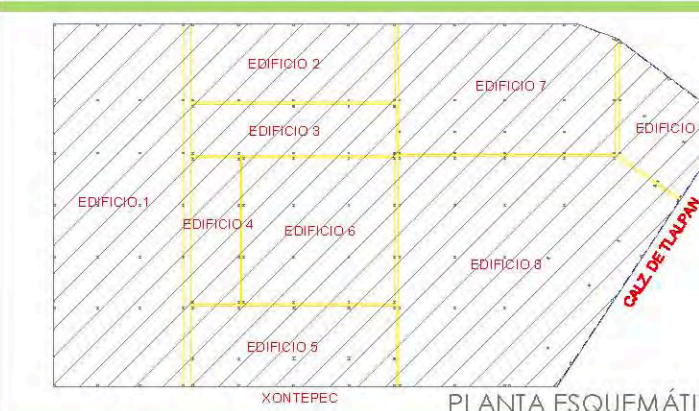 EDIFICIO 2
EDIFICIO 7
EDIFICIO 3
EDIFICIO
EDIFICIO 1
EDIFICIO 4
EDIFICIO 6
EDIFICIO 8
CALZ. DE TLALPAN
EDIFICIO 5
XONTEPEC
PLANTA ESQUEMÁTI